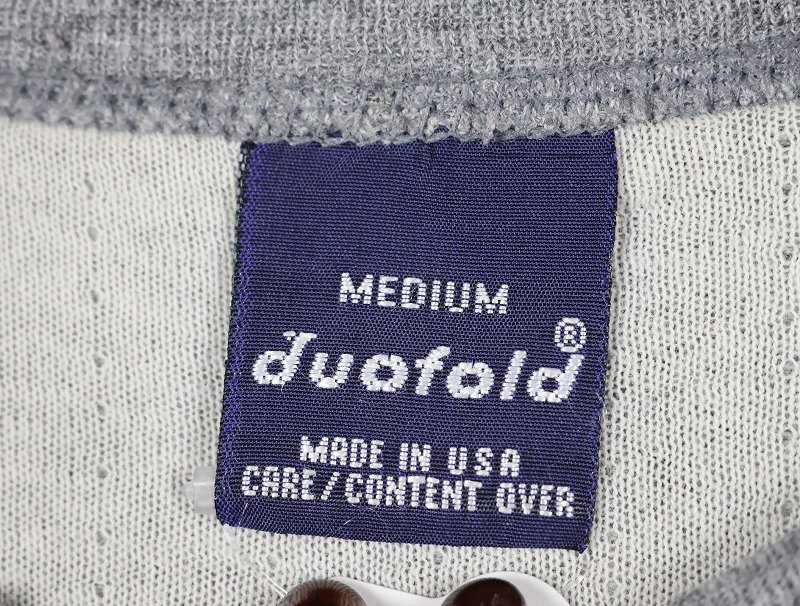 MEDIUM
duofold®
MADE IN USA
CARE/CONTENT OVER